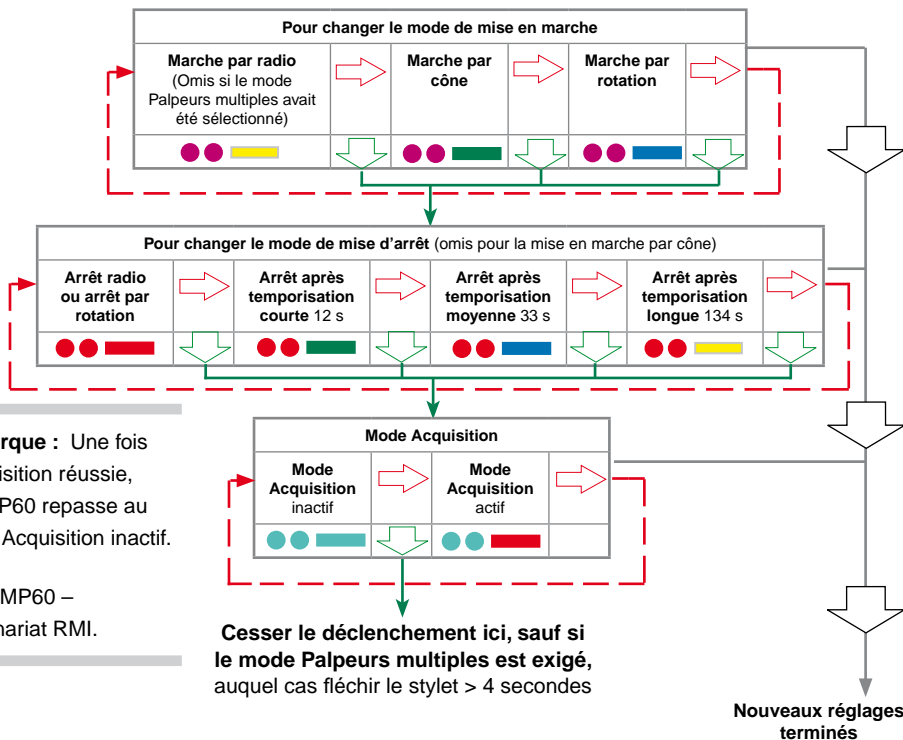 Pour changer le mode de mise en marche
Marche par radio
(Omis si le mode
Palpeurs multiples avait
été sélectionné)
Marche par
cône
Marche par
rotation
Pour changer le mode de mise d'arrêt (omis pour la mise en marche par cône)
Arrêt radio
ou arrêt par
rotation
Arrêt après
temporisation
courte 12 s
Arrêt après
temporisation
moyenne 33 s
Arrêt après
temporisation
longue 134 s
rque : Une fois
isition réussie,
P60 repasse au
Acquisition inactif.
MP60 –
nariat RMI.
Mode Acquisition
Mode
Acquisition
inactif
Mode
Acquisition
actif
Cesser le déclenchement ici, sauf si
le mode Palpeurs multiples est exigé,
auquel cas fléchir le stylet > 4 secondes
Nouveaux réglages
terminés